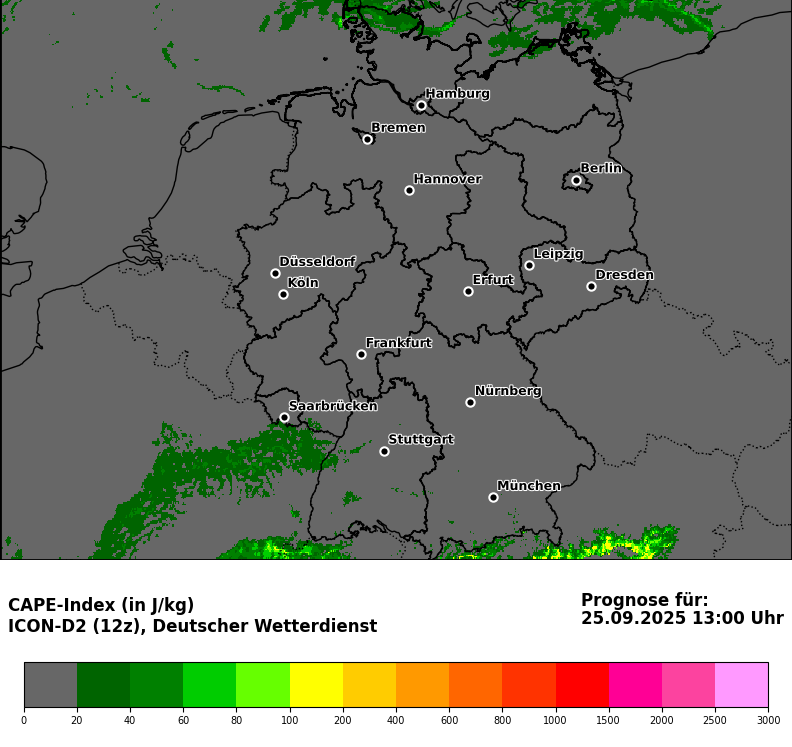 Hamburg
Bremen
Berlin
Hannover
Leipzig
Düsseldorf
Dresden
Köln
Erfurt
Frankfurt
Nürnberg
Saarbrücken
Stuttgart
München
CAPE-Index (in J/kg)
ICON-D2 (12z), Deutscher Wetterdienst
Prognose für:
25.09.2025 13:00 Uhr
0 20 40 60 80 100 200 400 600 800 1000 1500 2000 2500 3000